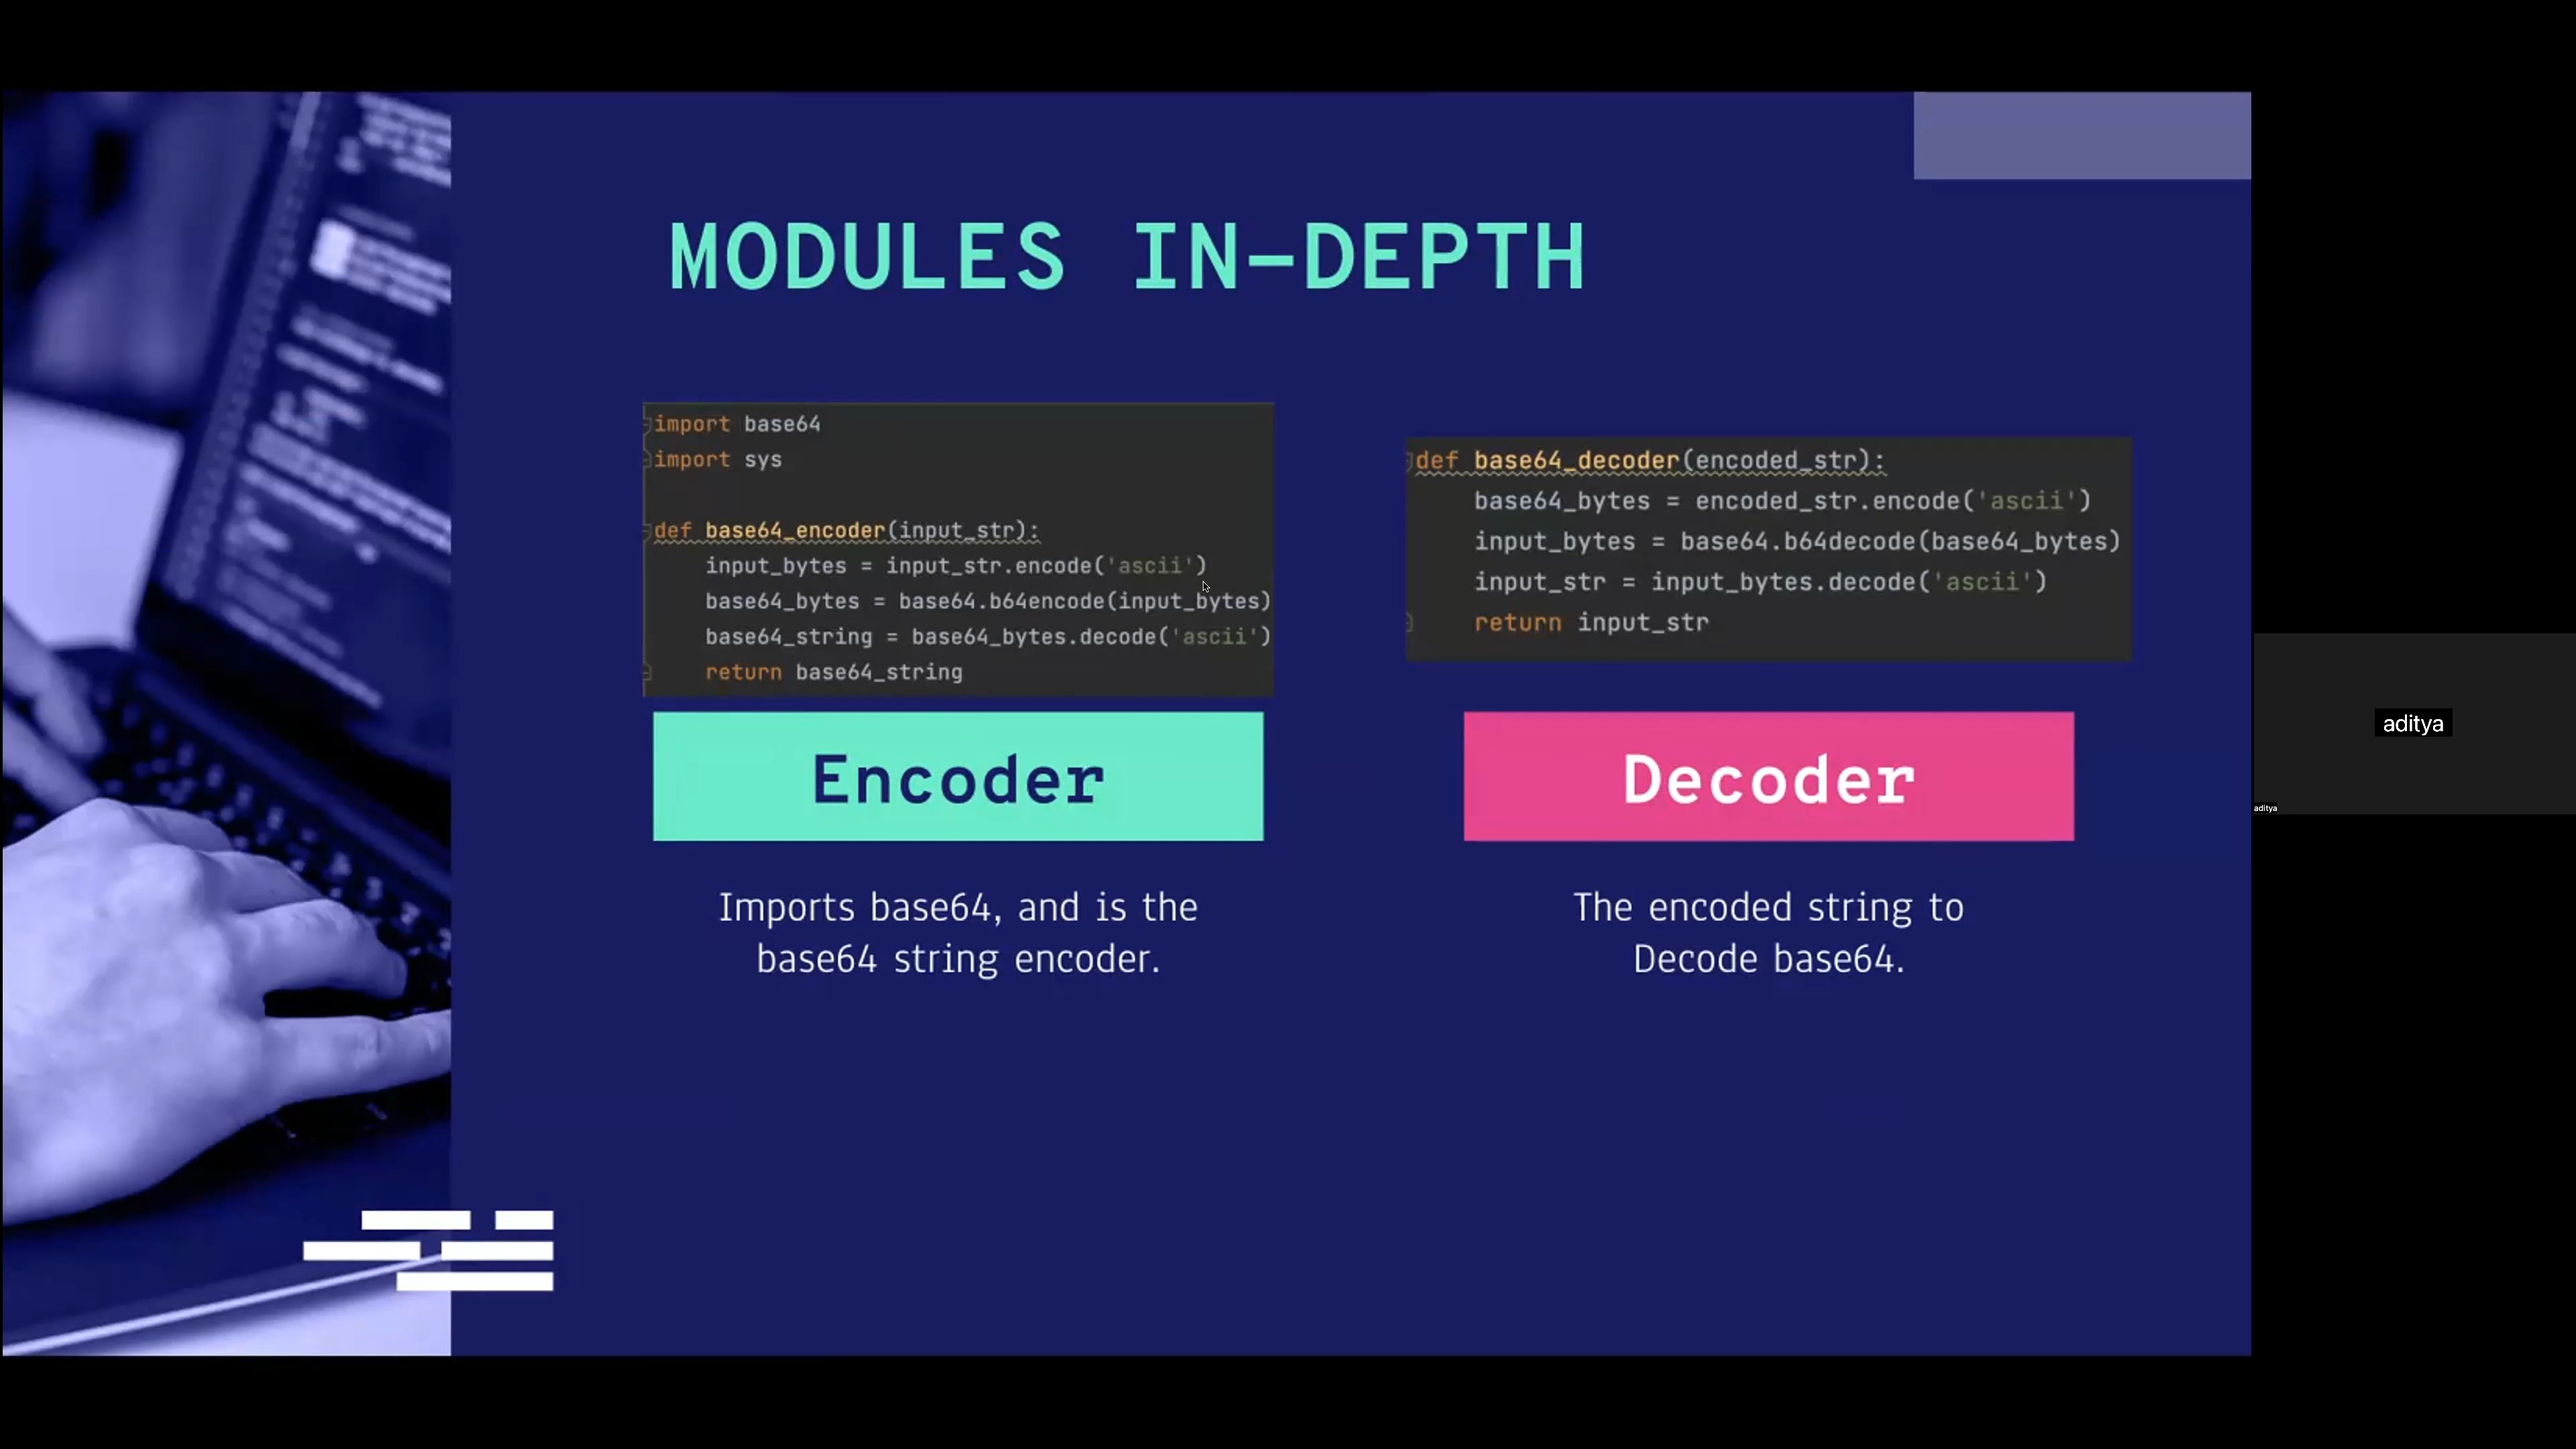 MODULES IN-DEPTH
import base64
import sys
def base64_encoder(input_str):
input_bytes = input_str.encode('ascii')
base64_bytes = base64.b64encode(input_bytes)
base64_string = base64_bytes.decode('ascii')
return base64_string
def base64_decoder(encoded_str):
base64_bytes = encoded_str.encode('ascii')
input_bytes = base64.b64decode(base64_bytes)
input_str = input_bytes.decode('ascii')
return input_str
Encoder
Decoder
Imports base64, and is the
base64 string encoder.
The encoded string to
Decode base64.
aditya
aditya